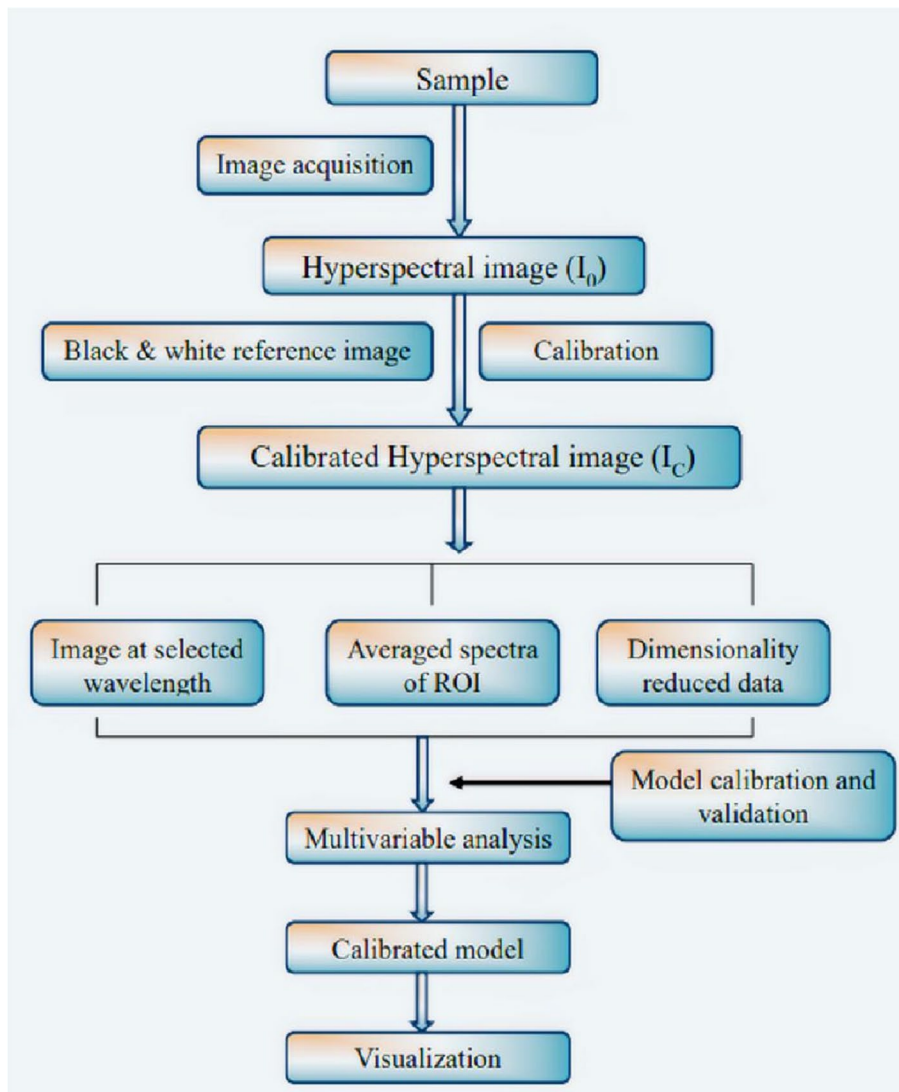 Sample
Image acquisition
Hyperspectral image (I₀)
Black & white reference image
Calibration
Calibrated Hyperspectral image (I_C)
Image at selected
wavelength
Averaged spectra
of ROI
Dimensionality
reduced data
Model calibration and
validation
Multivariable analysis
Calibrated model
Visualization